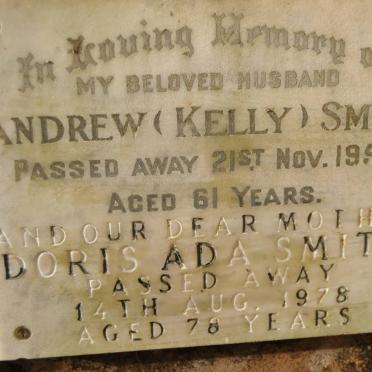 In Loving Memory o
MY BELOVED HUSBAND
ANDREW (KELLY) SM
PASSED AWAY 21ST NOV. 195
AGED 61 YEARS.
AND OUR DEAR MOTH
DORIS ADA SMIT
PASSED AWAY
14TH AUG. 1978
AGED 78 YEARS